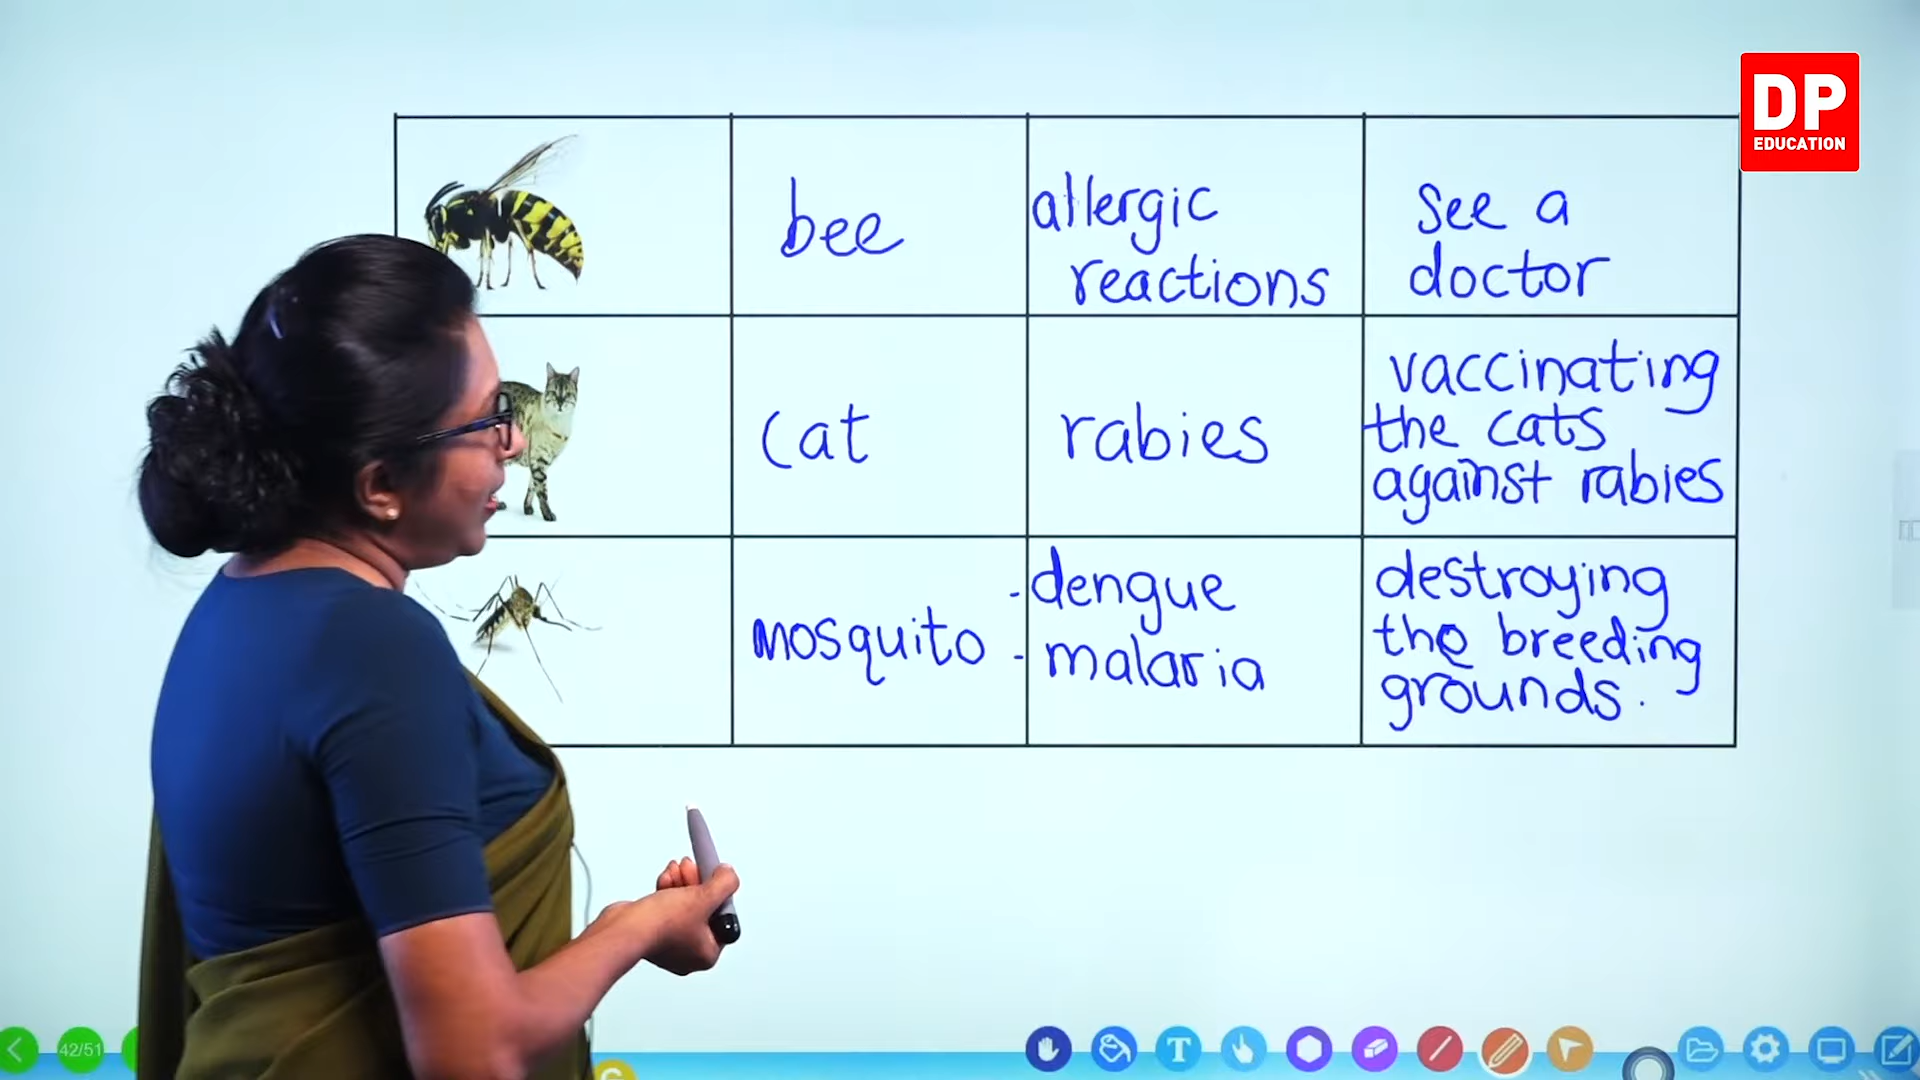 DP
EDUCATION
bee
allergic
reactions
see a
doctor
cat
rabies
vaccinating
the cats
against rabies
mosquito
- dengue
- malaria
destroying
the breeding
grounds.
42/51
T